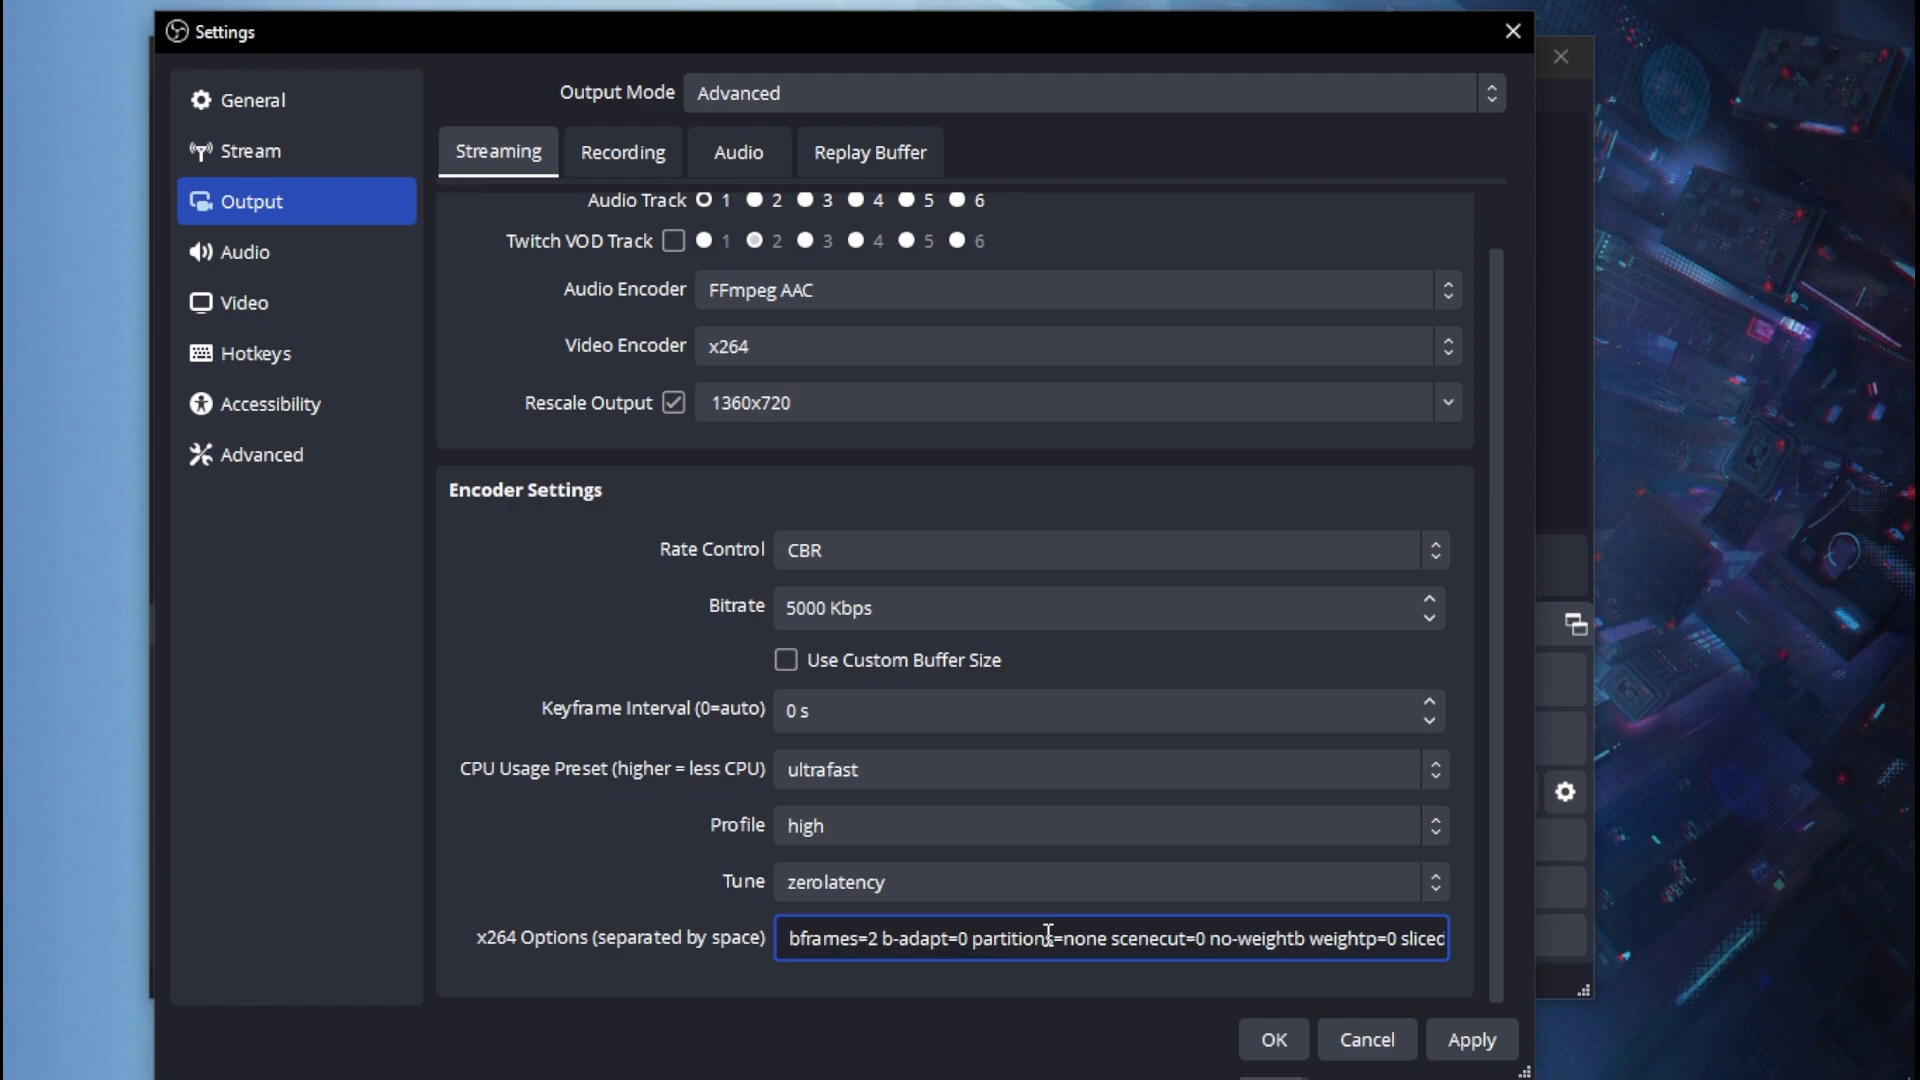 Settings
General
Stream
Output
Audio
Video
Hotkeys
Accessibility
Advanced
Output Mode Advanced
Streaming Recording Audio Replay Buffer
Audio Track 1 2 3 4 5 6
Twitch VOD Track 1 2 3 4 5 6
Audio Encoder FFmpeg AAC
Video Encoder x264
Rescale Output 1360x720
Encoder Settings
Rate Control CBR
Bitrate 5000 Kbps
Use Custom Buffer Size
Keyframe Interval (0=auto) 0 s
CPU Usage Preset (higher = less CPU) ultrafast
Profile high
Tune zerolatency
x264 Options (separated by space) bframes=2 b-adapt=0 partitions=none scenecut=0 no-weightb weightp=0 sliced
OK Cancel Apply